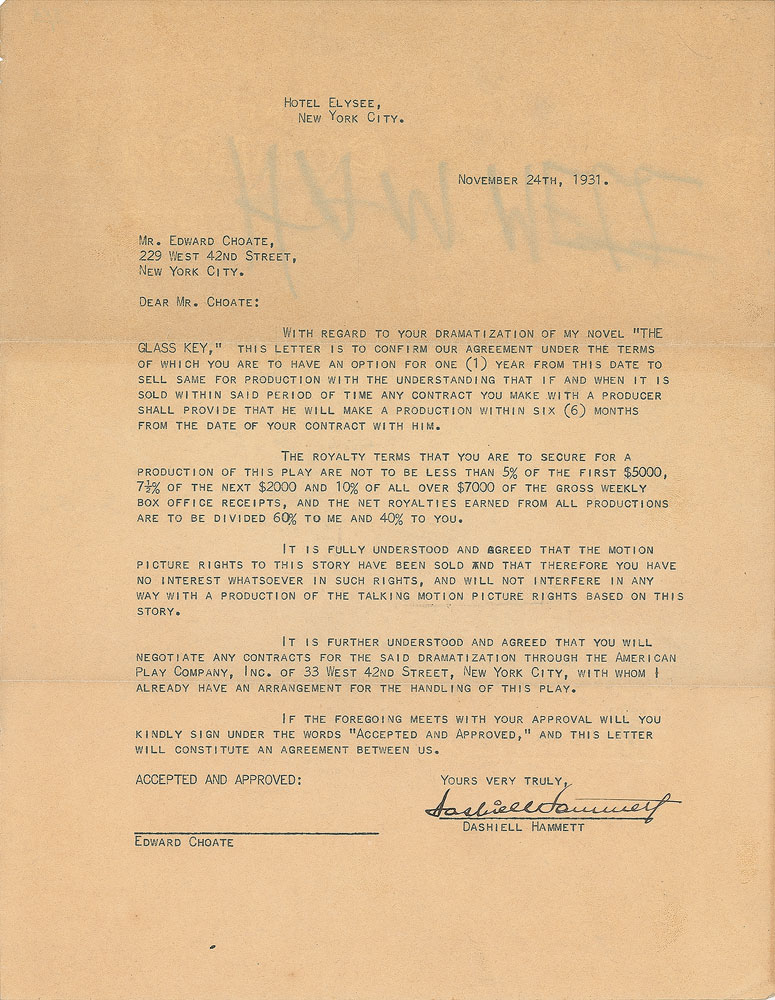 HOTEL ELYSEE,
NEW YORK CITY.
NOVEMBER 24TH, 1931.
MR. EDWARD CHOATE,
229 WEST 42ND STREET,
NEW YORK CITY.
DEAR MR. CHOATE:
WITH REGARD TO YOUR DRAMATIZATION OF MY NOVEL "THE
GLASS KEY," THIS LETTER IS TO CONFIRM OUR AGREEMENT UNDER THE TERMS
OF WHICH YOU ARE TO HAVE AN OPTION FOR ONE (1) YEAR FROM THIS DATE TO
SELL SAME FOR PRODUCTION WITH THE UNDERSTANDING THAT IF AND WHEN IT IS
SOLD WITHIN SAID PERIOD OF TIME ANY CONTRACT YOU MAKE WITH A PRODUCER
SHALL PROVIDE THAT HE WILL MAKE A PRODUCTION WITHIN SIX (6) MONTHS
FROM THE DATE OF YOUR CONTRACT WITH HIM.
THE ROYALTY TERMS THAT YOU ARE TO SECURE FOR A
PRODUCTION OF THIS PLAY ARE NOT TO BE LESS THAN 5% OF THE FIRST $5000,
7½% OF THE NEXT $2000 AND 10% OF ALL OVER $7000 OF THE GROSS WEEKLY
BOX OFFICE RECEIPTS, AND THE NET ROYALTIES EARNED FROM ALL PRODUCTIONS
ARE TO BE DIVIDED 60% TO ME AND 40% TO YOU.
IT IS FULLY UNDERSTOOD AND AGREED THAT THE MOTION
PICTURE RIGHTS TO THIS STORY HAVE BEEN SOLD AND THAT THEREFORE YOU HAVE
NO INTEREST WHATSOEVER IN SUCH RIGHTS, AND WILL NOT INTERFERE IN ANY
WAY WITH A PRODUCTION OF THE TALKING MOTION PICTURE RIGHTS BASED ON THIS
STORY.
IT IS FURTHER UNDERSTOOD AND AGREED THAT YOU WILL
NEGOTIATE ANY CONTRACTS FOR THE SAID DRAMATIZATION THROUGH THE AMERICAN
PLAY COMPANY, INC. OF 33 WEST 42ND STREET, NEW YORK CITY, WITH WHOM I
ALREADY HAVE AN ARRANGEMENT FOR THE HANDLING OF THIS PLAY.
IF THE FOREGOING MEETS WITH YOUR APPROVAL WILL YOU
KINDLY SIGN UNDER THE WORDS "ACCEPTED AND APPROVED," AND THIS LETTER
WILL CONSTITUTE AN AGREEMENT BETWEEN US.
ACCEPTED AND APPROVED: YOURS VERY TRULY,
Dashiell Hammett
DASHIELL HAMMETT
EDWARD CHOATE